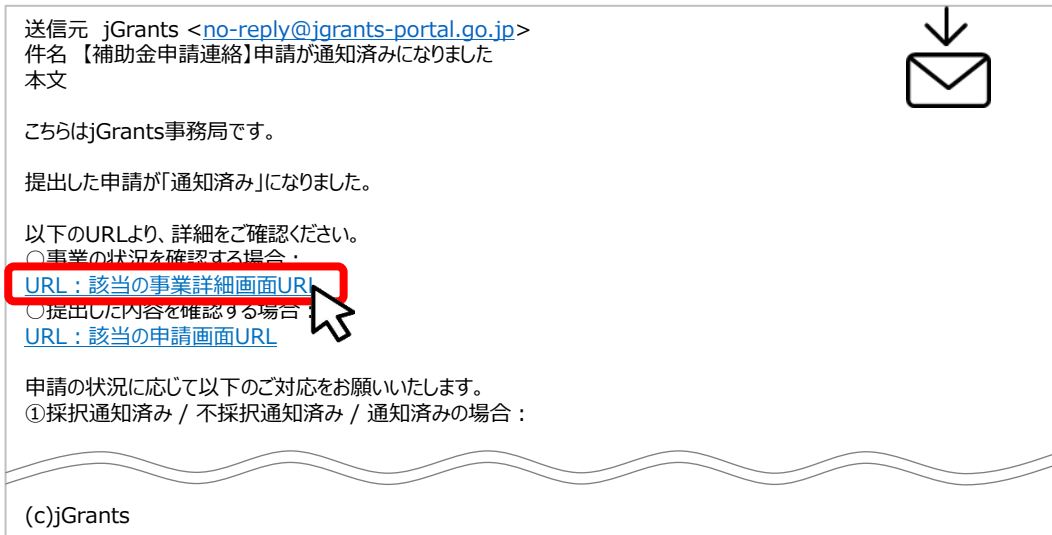 送信元 jGrants <no-reply@jgrants-portal.go.jp>
件名 【補助金申請連絡】申請が通知済みになりました
本文
こちらはjGrants事務局です。
提出した申請が「通知済み」になりました。
以下のURLより、詳細をご確認ください。
○事業の状況を確認する場合：
URL：該当の事業詳細画面URL
○提出した内容を確認する場合：
URL：該当の申請画面URL
申請の状況に応じて以下のご対応をお願いいたします。
①採択通知済み / 不採択通知済み / 通知済みの場合：
(c)jGrants